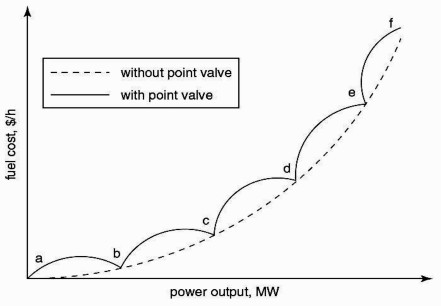 f
without point valve
with point valve
e
fuel cost, $/h
d
c
b
a
power output, MW